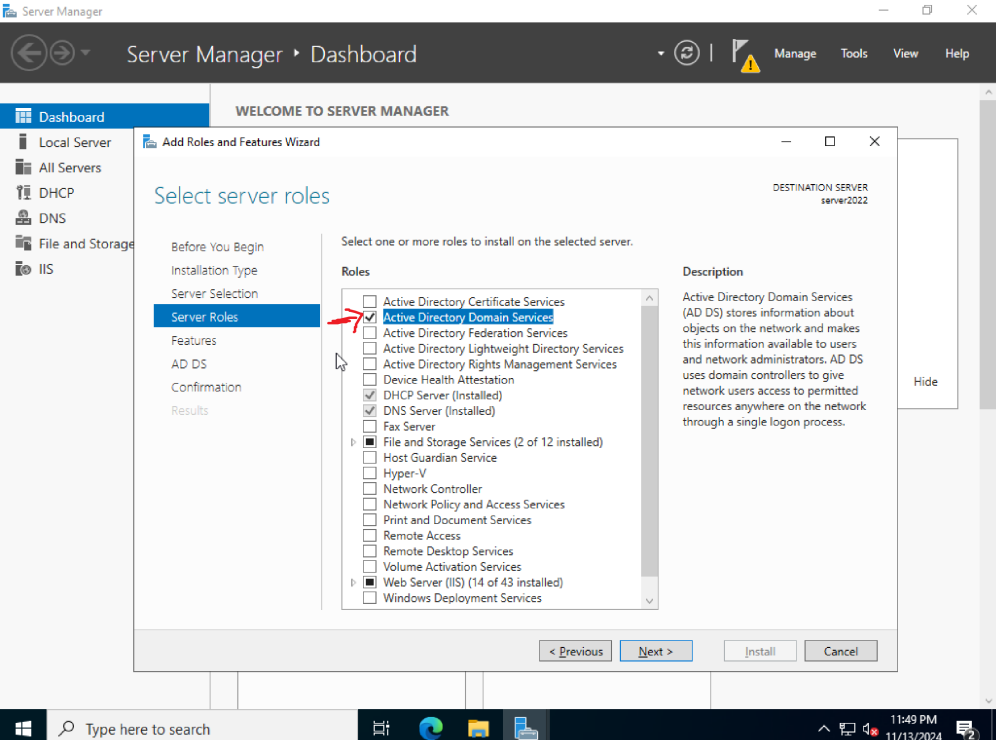 Server Manager
Server Manager ‣ Dashboard
Manage
Tools
View
Help
Dashboard
Local Server
All Servers
DHCP
DNS
File and Storage
IIS
WELCOME TO SERVER MANAGER
Add Roles and Features Wizard
Select server roles
DESTINATION SERVER
server2022
Before You Begin
Installation Type
Server Selection
Server Roles
Features
AD DS
Confirmation
Results
Select one or more roles to install on the selected server.
Roles
Active Directory Certificate Services
Active Directory Domain Services
Active Directory Federation Services
Active Directory Lightweight Directory Services
Active Directory Rights Management Services
Device Health Attestation
DHCP Server (Installed)
DNS Server (Installed)
Fax Server
File and Storage Services (2 of 12 installed)
Host Guardian Service
Hyper-V
Network Controller
Network Policy and Access Services
Print and Document Services
Remote Access
Remote Desktop Services
Volume Activation Services
Web Server (IIS) (14 of 43 installed)
Windows Deployment Services
Description
Active Directory Domain Services
(AD DS) stores information about
objects on the network and makes
this information available to users
and network administrators. AD DS
uses domain controllers to give
network users access to permitted
resources anywhere on the network
through a single logon process.
Hide
< Previous
Next >
Install
Cancel
Type here to search
11:49 PM
11/13/2024
2